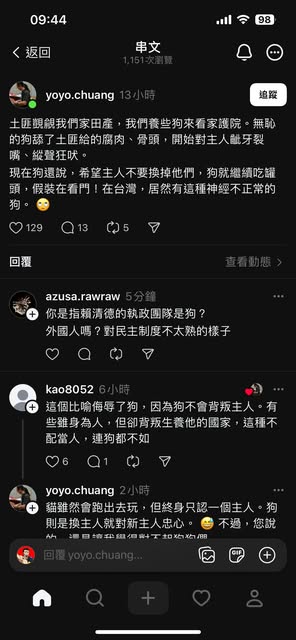 09:44
98
返回
串文
1,151次瀏覽
yoyo.chuang 13小時
追蹤
土匪覬覦我們家田產，我們養些狗來看家護院。無恥
的狗舔了土匪給的腐肉、骨頭，開始對主人齜牙裂
嘴、縱聲狂吠。
現在狗還說，希望主人不要換掉他們，狗就繼續吃罐
頭，假裝在看門！在台灣，居然有這種神經不正常的
狗。 🙄
129 13 5
回覆
查看動態
azusa.rawraw 5分鐘
你是指賴清德的執政團隊是狗？
外國人嗎？對民主制度不太熟的樣子
kao8052 6小時
這個比喻侮辱了狗，因為狗不會背叛主人。有
些雖身為人，但卻背叛生養他的國家，這種不
配當人，連狗都不如
6 1
yoyo.chuang 2小時
貓雖然會跑出去玩，但終身只認一個主人。狗
則是換主人就對新主人忠心。 😅 不過，您說
回覆 yoyo.chuang...
GIF